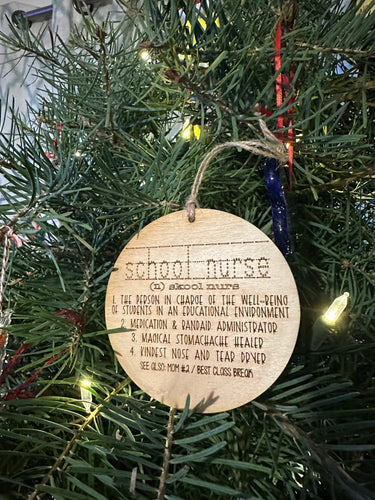 school nurse
(n) skool nurs
1. THE PERSON IN CHARGE OF THE WELL-BEING
OF STUDENTS IN AN EDUCATIONAL ENVIRONMENT
2. MEDICATION & BANDAID ADMINISTRATOR
3. MAGICAL STOMACHACHE HEALER
4. KINDEST NOSE AND TEAR DRYER
SEE ALSO: MOM #2 / BEST CLASS BREAK